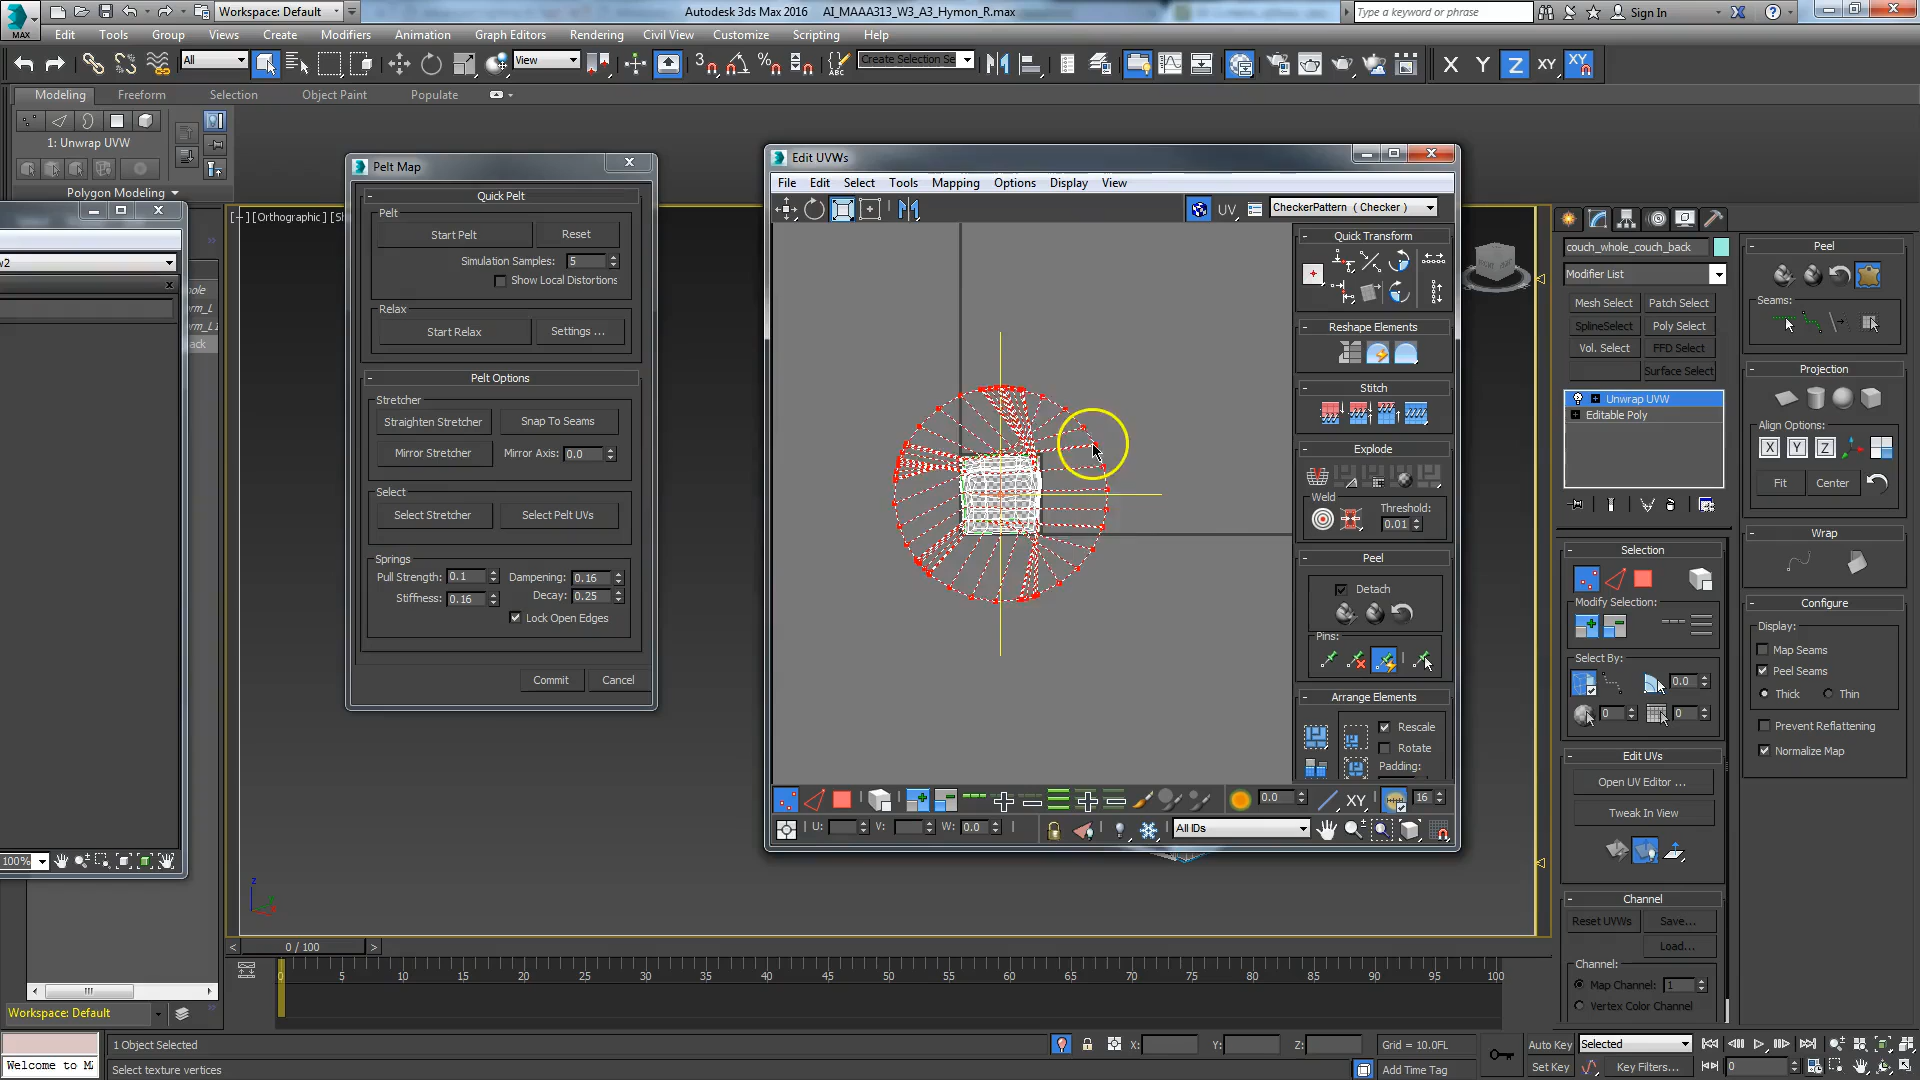 Workspace: Default
Autodesk 3ds Max 2016   AI_MAAA313_W3_A3_Hymon_R.max
Type a keyword or phrase
Sign In
MAX
Edit Tools Group Views Create Modifiers Animation Graph Editors Rendering Civil View Customize Scripting Help
All
View
Create Selection Se
X Y Z XY XY
Modeling Freeform Selection Object Paint Populate
1: Unwrap UVW
Polygon Modeling
[Orthographic]
Pelt Map
Quick Pelt
Pelt
Start Pelt Reset
Simulation Samples: 5
Show Local Distortions
Relax
Start Relax Settings ...
Pelt Options
Stretcher
Straighten Stretcher Snap To Seams
Mirror Stretcher Mirror Axis: 0.0
Select
Select Stretcher Select Pelt UVs
Springs
Pull Strength: 0.1 Dampening: 0.16
Stiffness: 0.16 Decay: 0.25
Lock Open Edges
Commit Cancel
Edit UVWs
File Edit Select Tools Mapping Options Display View
UV CheckerPattern ( Checker )
Quick Transform
Reshape Elements
Stitch
Explode
Weld
Threshold:
0.01
Peel
Detach
Pins:
Arrange Elements
Rescale
Rotate
Padding:
0.0 XY 16
U: V: W: 0.0 All IDs
couch_whole_couch_back
Modifier List
Mesh Select Patch Select
SplineSelect Poly Select
Vol. Select FFD Select
Surface Select
Unwrap UVW
Editable Poly
Selection
Modify Selection:
Select By:
0.0
0 0
Edit UVs
Open UV Editor ...
Tweak In View
Channel
Reset UVWs Save...
Load...
Channel:
Map Channel: 1
Vertex Color Channel
Peel
Seams:
Projection
Align Options:
X Y Z
Fit Center
Wrap
Configure
Display:
Map Seams
Peel Seams
Thick Thin
Prevent Reflattening
Normalize Map
100%
z
0 / 100
0 5 10 15 20 25 30 35 40 45 50 55 60 65 70 75 80 85 90 95 100
Workspace: Default
1 Object Selected
X: Y: Z: Grid = 10.0FL
Auto Key Selected
Welcome to M
Select texture vertices
Add Time Tag
Set Key Key Filters... 0